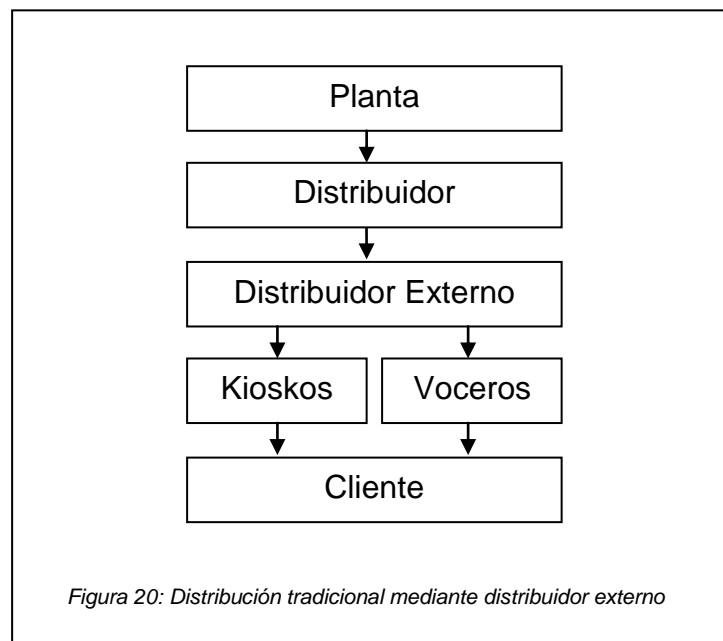 Planta
Distribuidor
Distribuidor Externo
Kioskos Voceros
Cliente
Figura 20: Distribución tradicional mediante distribuidor externo